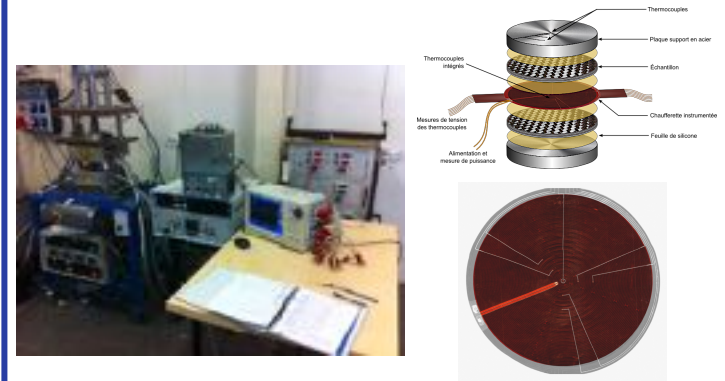 Thermocouples
Plaque support en acier
Thermocouples
intégrés
Échantillon
Mesures de tension
des thermocouples
Chaufferette instrumentée
Feuille de silicone
Alimentation et
mesure de puissance